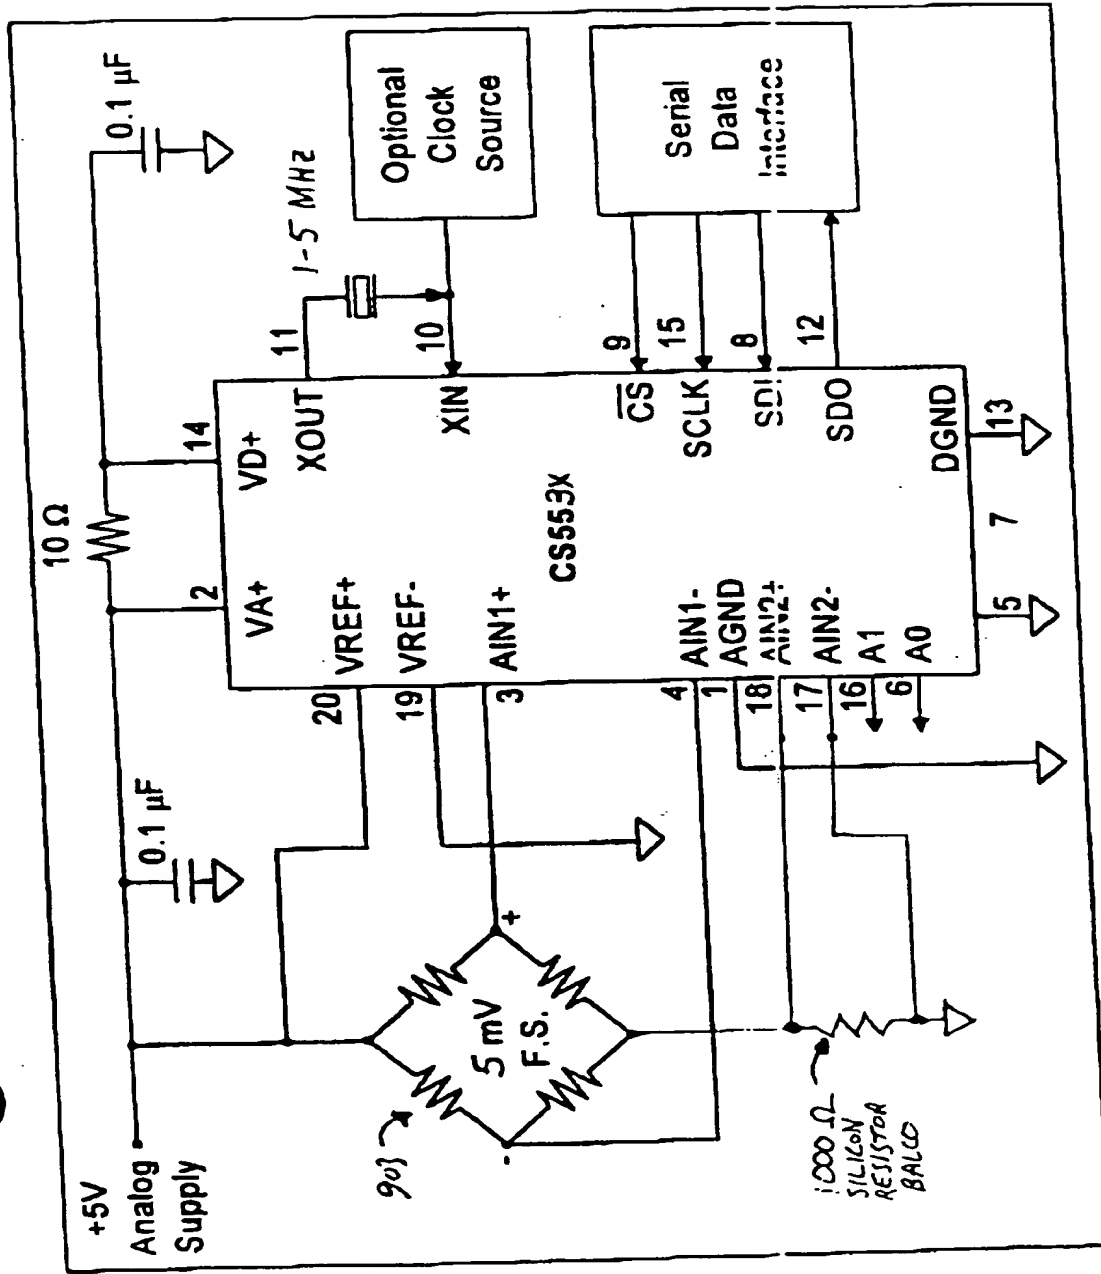 +5V
Analog
Supply
0.1 µF
10 Ω
0.1 µF
2
14
VA+
VD+
20
VREF+
19
VREF-
3
AIN1+
CS553X
XOUT
11
1-5 MHz
XIN
10
Optional
Clock
Source
5 mV
F.S.
+
-
903
4
AIN1-
1
AGND
18
AIN2+
17
AIN2-
16
A1
6
A0
CS
9
SCLK
15
SDI
8
SDO
12
Serial
Data
Interface
DGND
5
7
13
1000 Ω
SILICON
RESISTOR
BALCO